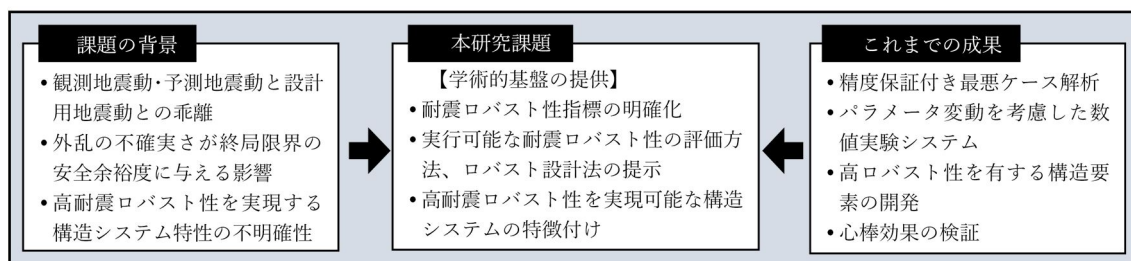 課題の背景
• 観測地震動･予測地震動と設計
用地震動との乖離
• 外乱の不確実さが終局限界の
安全余裕度に与える影響
• 高耐震ロバスト性を実現する
構造システム特性の不明確性
本研究課題
【学術的基盤の提供】
• 耐震ロバスト性指標の明確化
• 実行可能な耐震ロバスト性の評価方
法、ロバスト設計法の提示
• 高耐震ロバスト性を実現可能な構造
システムの特徴付け
これまでの成果
• 精度保証付き最悪ケース解析
• パラメータ変動を考慮した数
値実験システム
• 高ロバスト性を有する構造要
素の開発
• 心棒効果の検証